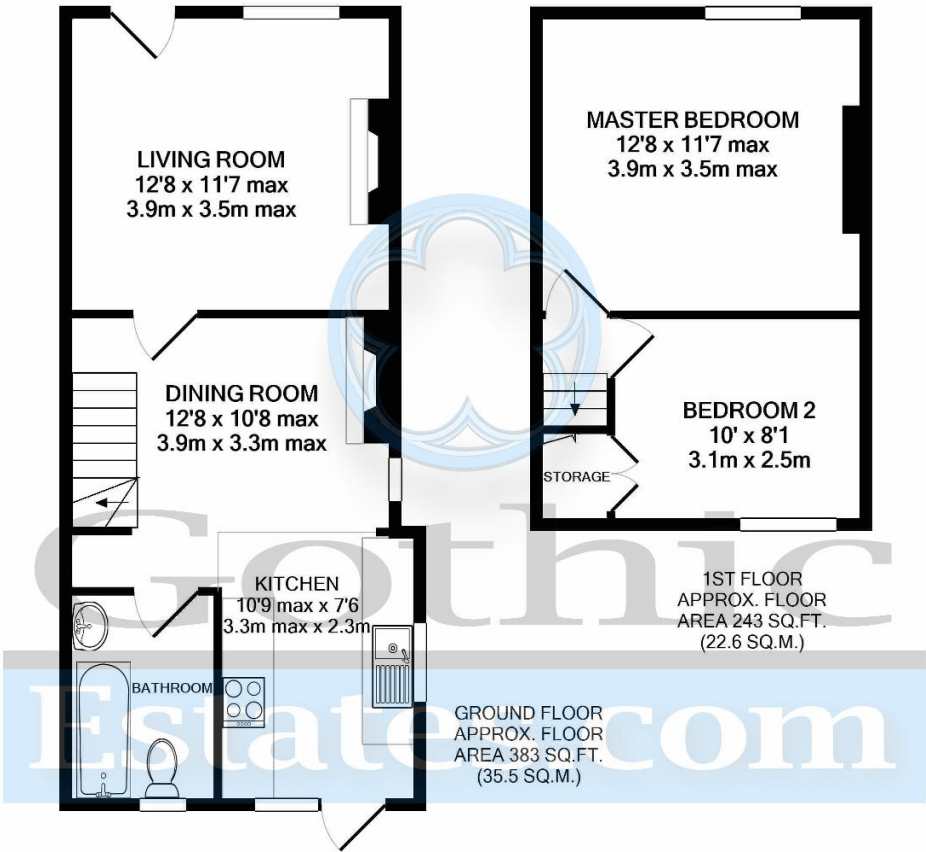 LIVING ROOM
12'8 x 11'7 max
3.9m x 3.5m max
DINING ROOM
12'8 x 10'8 max
3.9m x 3.3m max
KITCHEN
10'9 max x 7'6
3.3m max x 2.3m
BATHROOM
GROUND FLOOR
APPROX. FLOOR
AREA 383 SQ.FT.
(35.5 SQ.M.)
MASTER BEDROOM
12'8 x 11'7 max
3.9m x 3.5m max
BEDROOM 2
10' x 8'1
3.1m x 2.5m
STORAGE
1ST FLOOR
APPROX. FLOOR
AREA 243 SQ.FT.
(22.6 SQ.M.)
Gothic
Estates.com